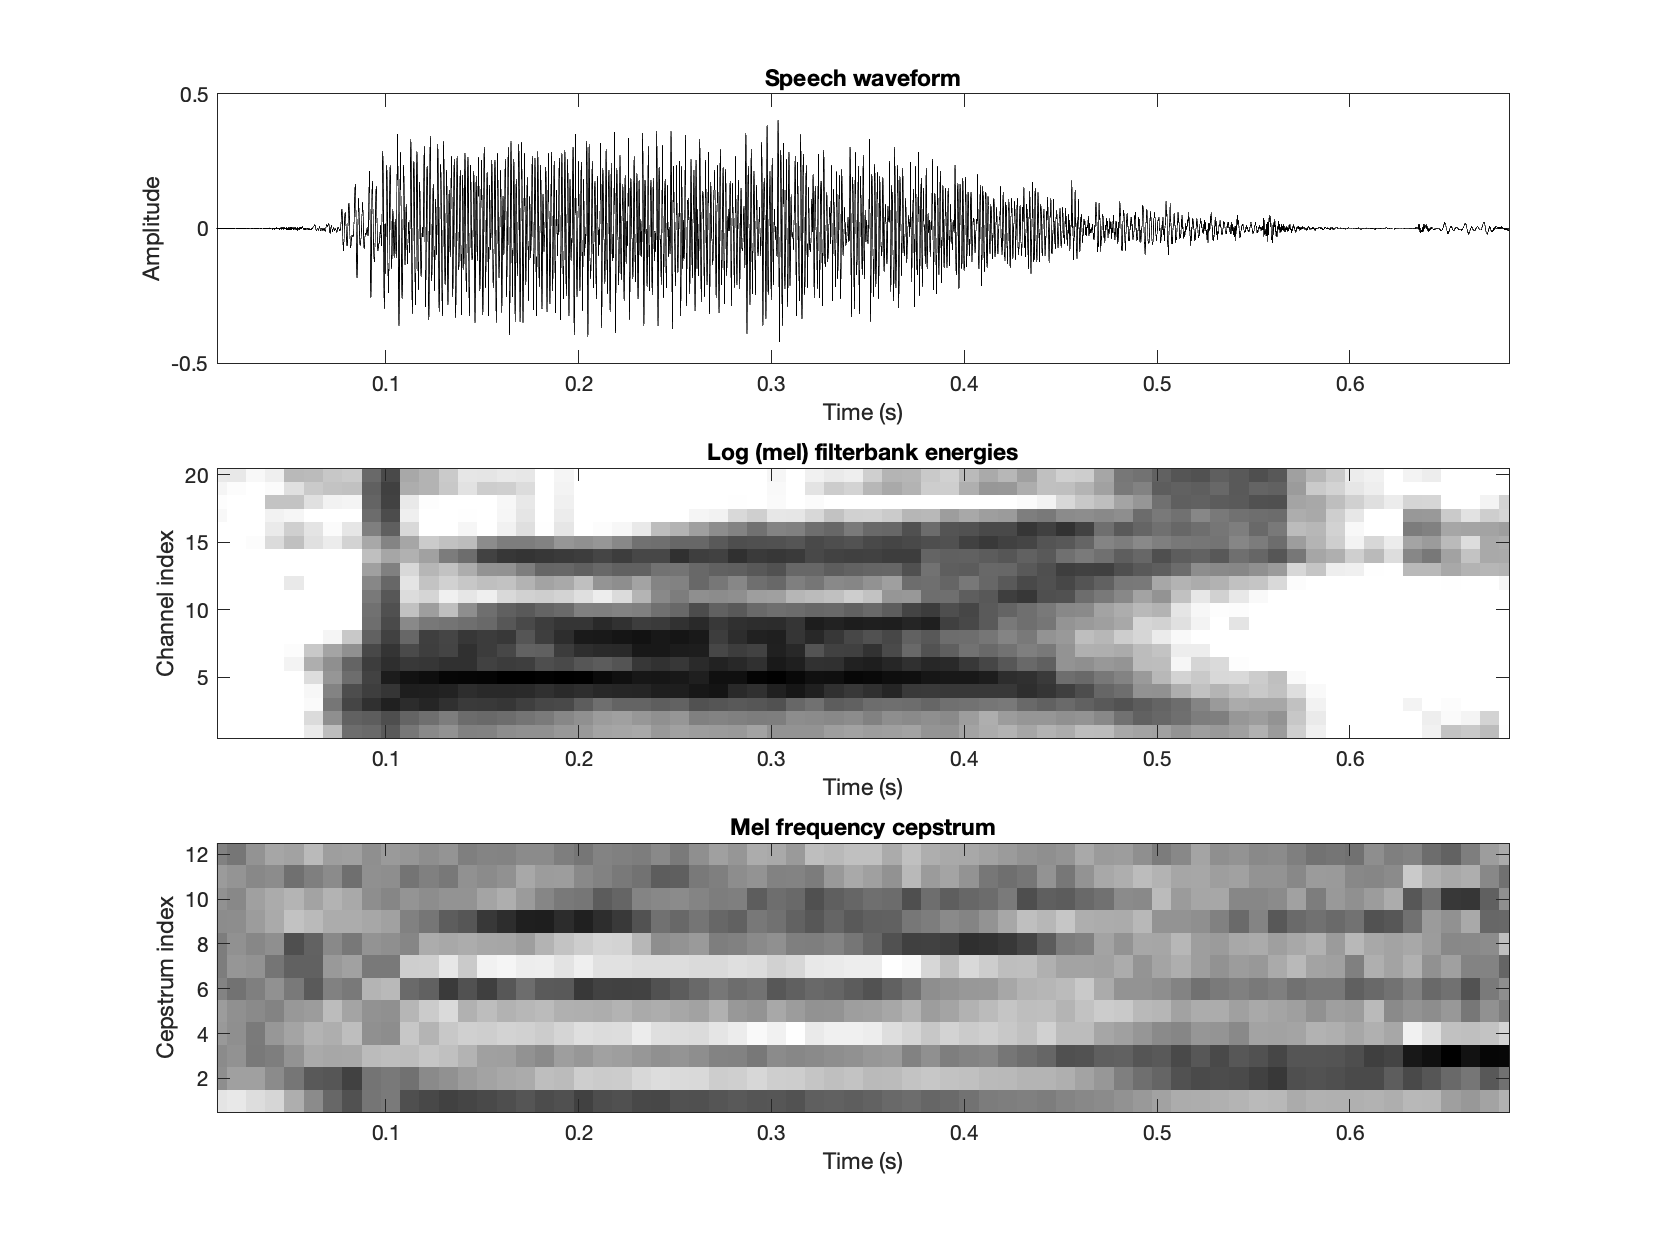 Speech waveform
0.5
0
-0.5
Amplitude
0.1 0.2 0.3 0.4 0.5 0.6
Time (s)
Log (mel) filterbank energies
20
15
10
5
Channel index
0.1 0.2 0.3 0.4 0.5 0.6
Time (s)
Mel frequency cepstrum
12
10
8
6
4
2
Cepstrum index
0.1 0.2 0.3 0.4 0.5 0.6
Time (s)